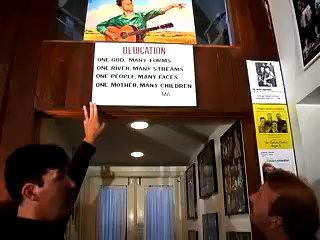 DEDICATION
ONE GOD, MANY FORMS
ONE RIVER, MANY STREAMS
ONE PEOPLE, MANY FACES
ONE MOTHER, MANY CHILDREN
MA